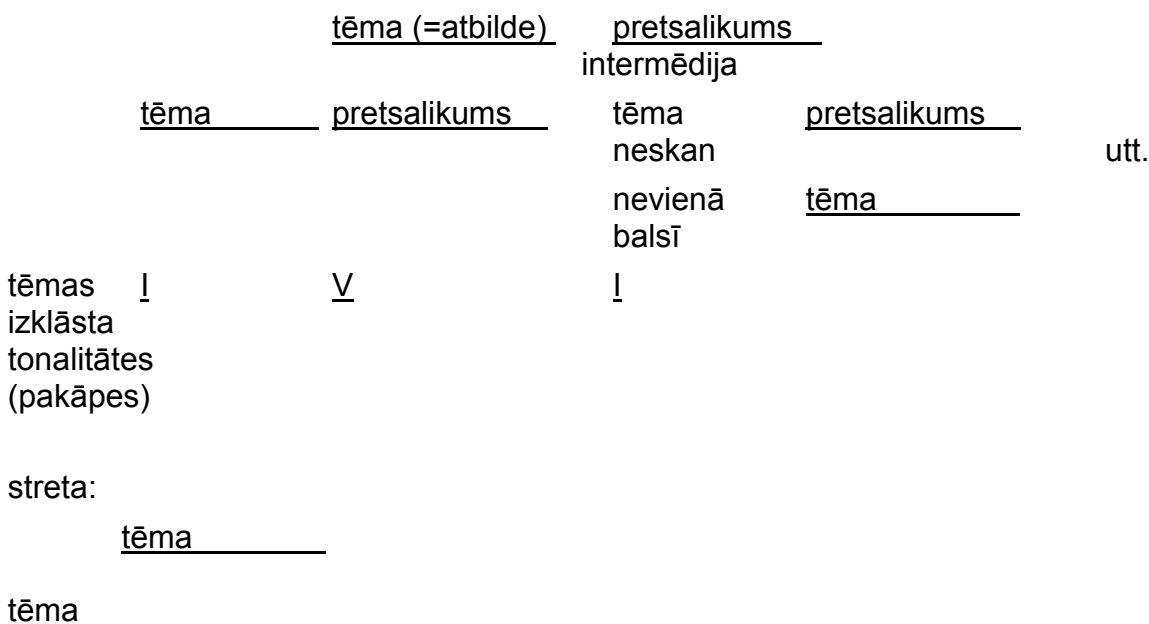 tēma (=atbilde) pretsalikums
intermēdija
tēma pretsalikums tēma pretsalikums
neskan utt.
nevienā tēma
balsī
tēmas I V I
izklāsta
tonalitātes
(pakāpes)
streta:
tēma
tēma